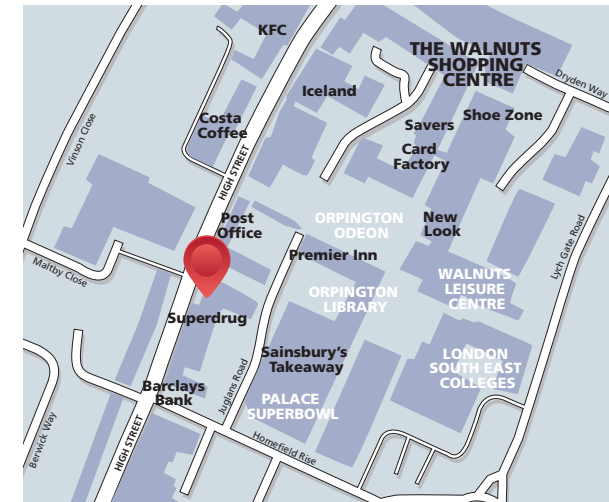 KFC
THE WALNUTS
SHOPPING
CENTRE
Dryden Way
Iceland
Costa
Coffee
Savers
Shoe Zone
Card
Factory
Vinson Close
HIGH STREET
Post
Office
ORPINGTON
ODEON
New
Look
Lych Gate Road
Premier Inn
Maltby Close
ORPINGTON
LIBRARY
WALNUTS
LEISURE
CENTRE
Superdrug
Sainsbury's
Takeaway
LONDON
SOUTH EAST
COLLEGES
Juglans Road
Barclays
Bank
PALACE
SUPERBOWL
Berwick Way
HIGH STREET
Homefield Rise